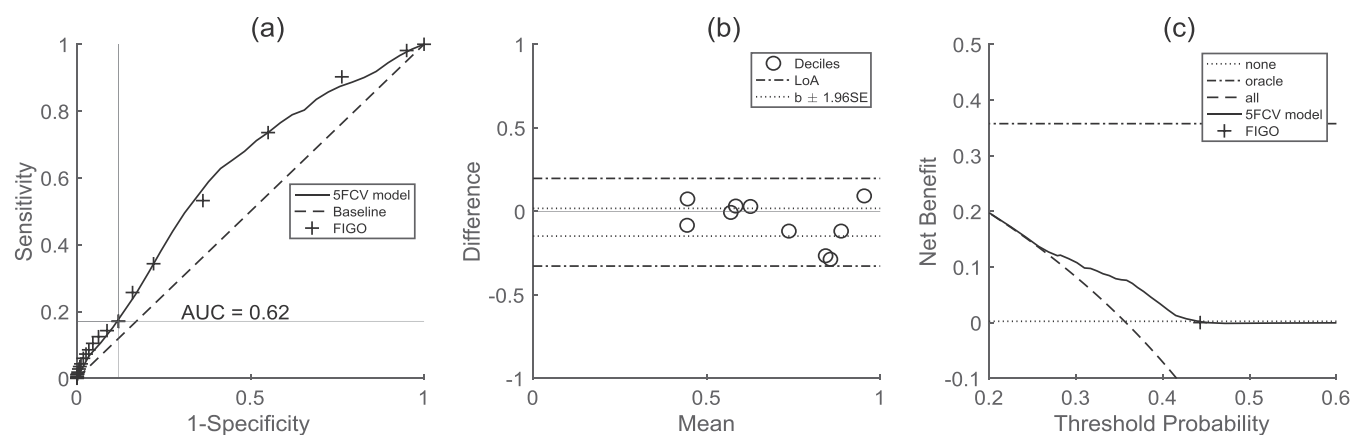 (a)
1
0.8
0.6
0.4
0.2
0
0
0.5
1
Sensitivity
1-Specificity
5FCV model
Baseline
FIGO
AUC = 0.62
(b)
1
0.5
0
-0.5
-1
0
0.5
1
Difference
Mean
Deciles
LoA
b ± 1.96SE
(c)
0.5
0.4
0.3
0.2
0.1
0
-0.1
0.2
0.3
0.4
0.5
0.6
Net Benefit
Threshold Probability
none
oracle
all
5FCV model
FIGO